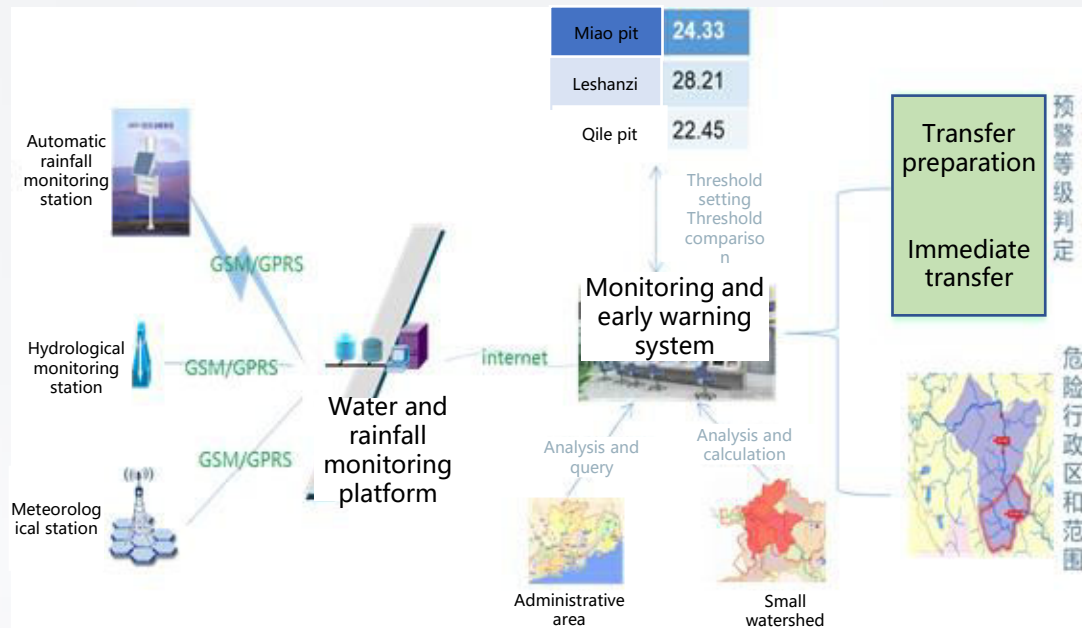 Miao pit 24.33
Leshanzi 28.21
Qile pit 22.45
Automatic
rainfall
monitoring
station
GSM/GPRS
Hydrological
monitoring
station
GSM/GPRS
Meteorolog
ical station
GSM/GPRS
Water and
rainfall
monitoring
platform
internet
Threshold
setting
Threshold
compariso
n
Monitoring and
early warning
system
Analysis and
query
Analysis and
calculation
Administrative
area
Small
watershed
Transfer
preparation
Immediate
transfer
预警等级判定
危险行政区和范围